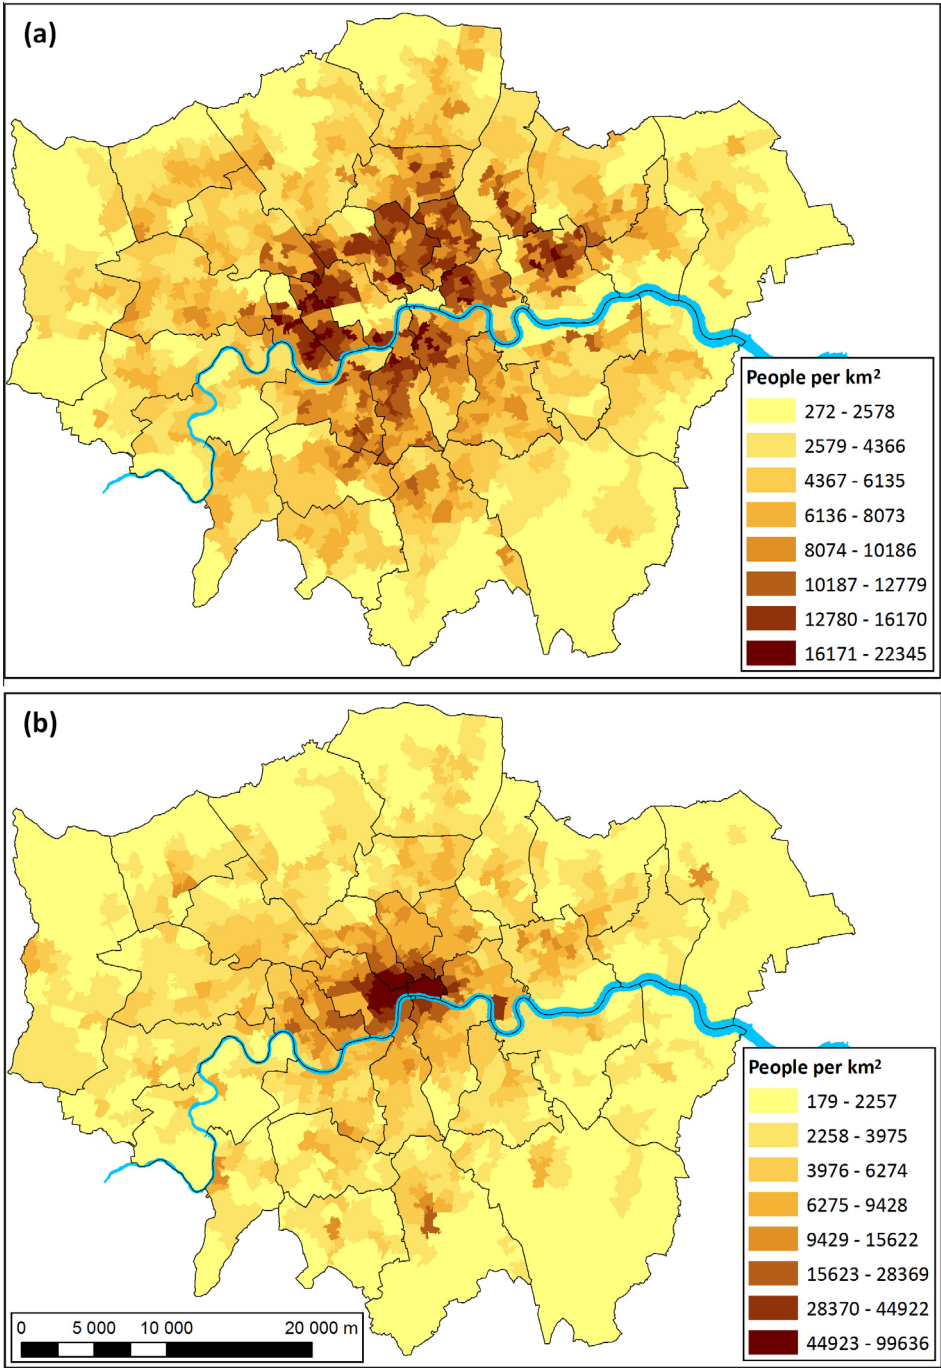 (a)
People per km²
272 - 2578
2579 - 4366
4367 - 6135
6136 - 8073
8074 - 10186
10187 - 12779
12780 - 16170
16171 - 22345
(b)
People per km²
179 - 2257
2258 - 3975
3976 - 6274
6275 - 9428
9429 - 15622
15623 - 28369
28370 - 44922
44923 - 99636
0 5 000 10 000 20 000 m